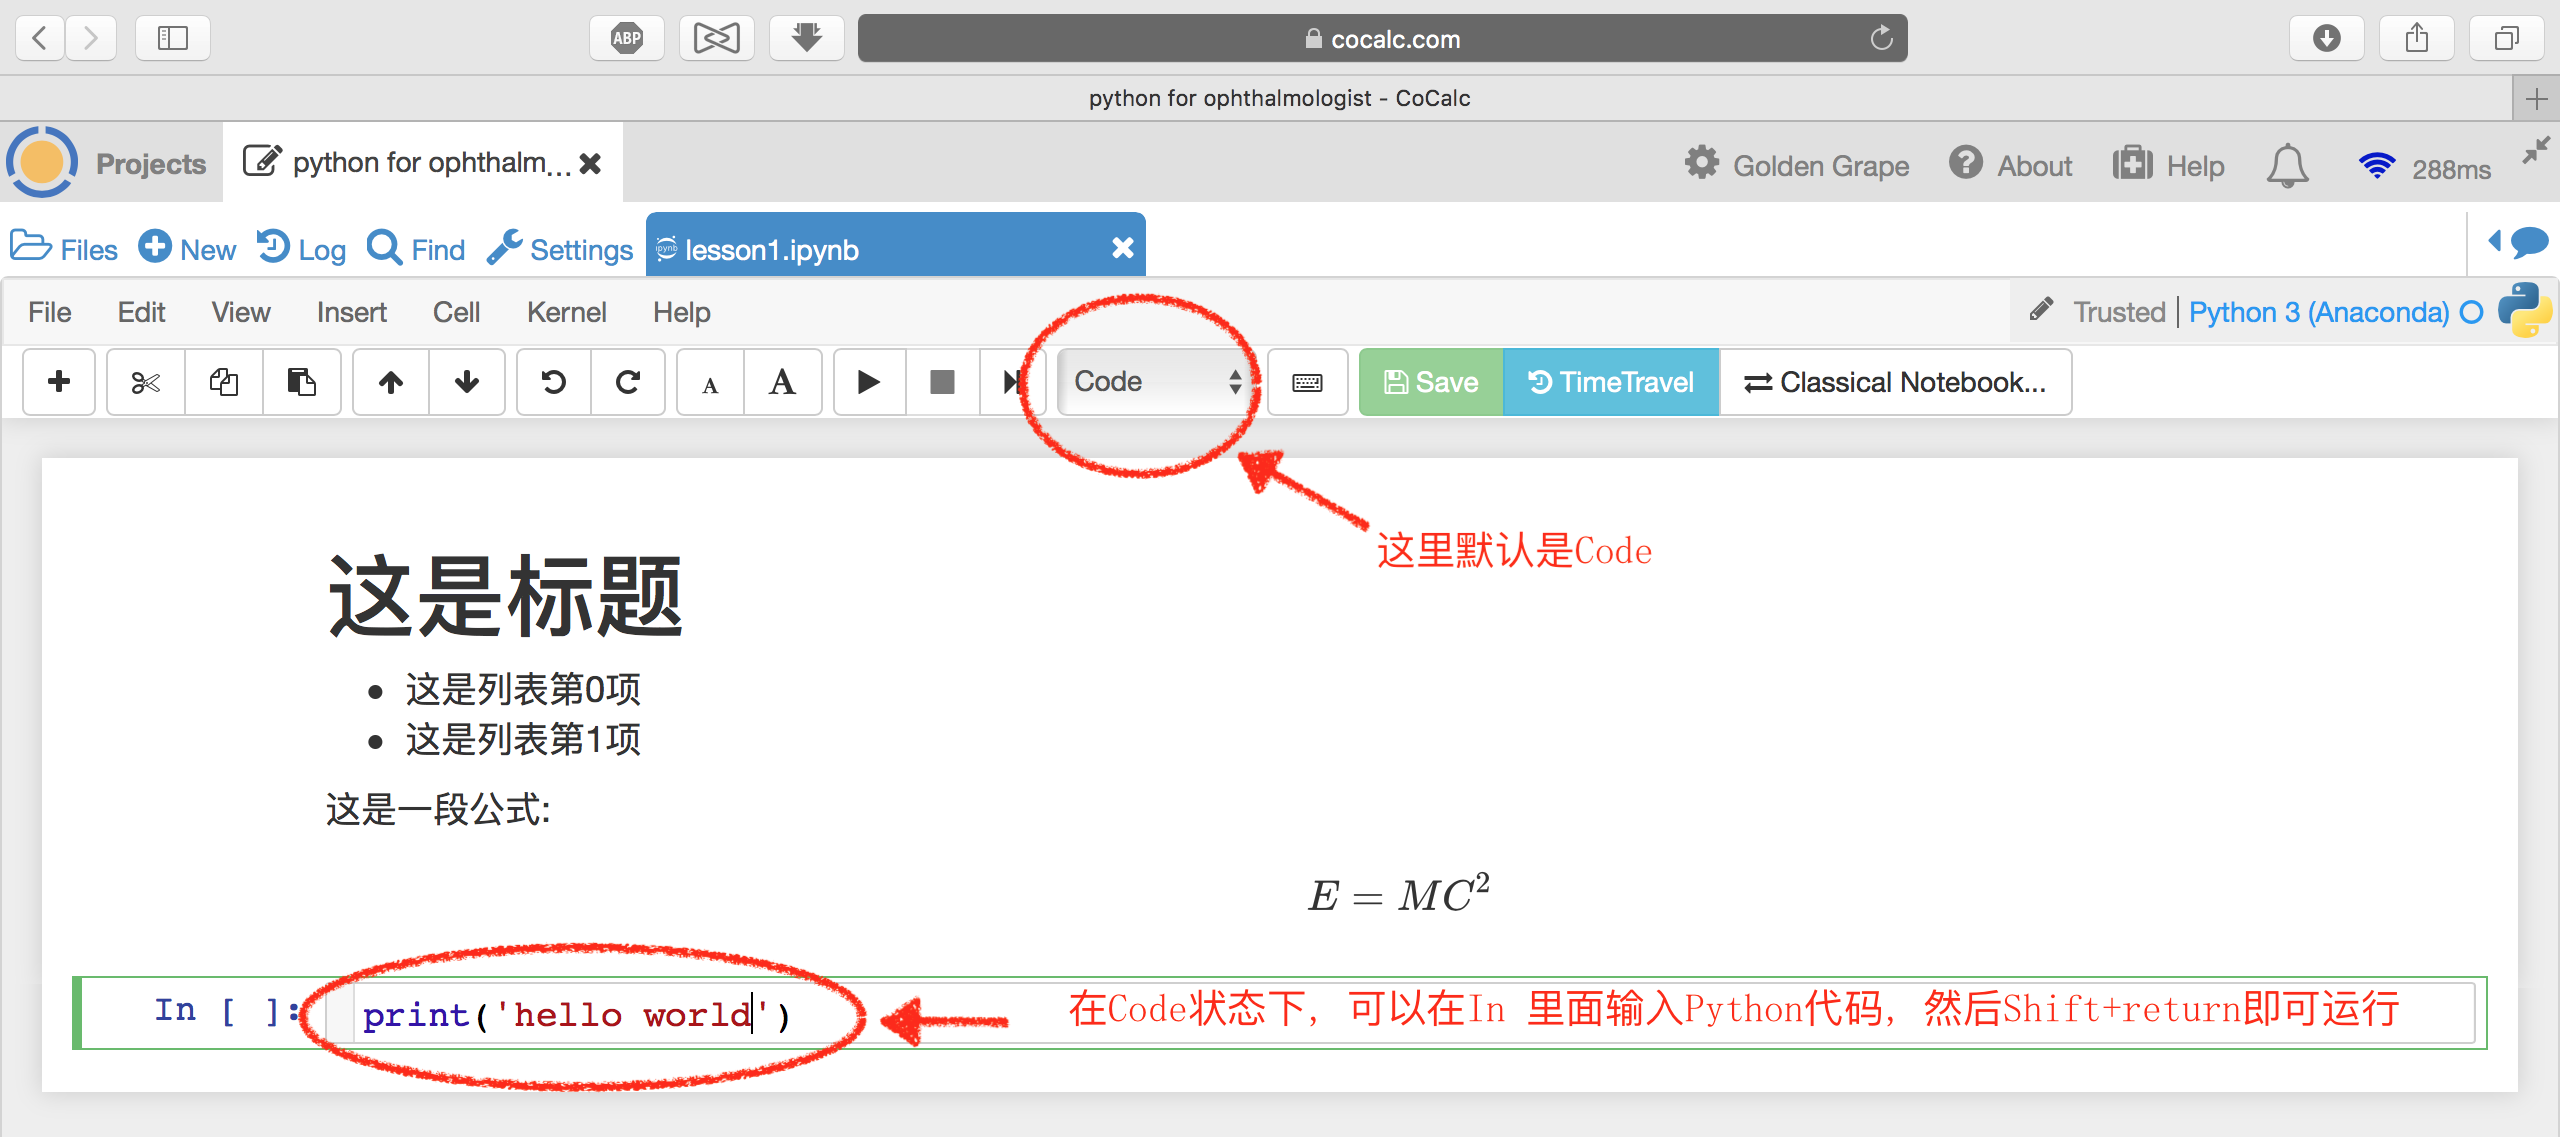 ABP
cocalc.com
python for ophthalmologist - CoCalc
Projects
python for ophthalm...
Golden Grape
About
Help
288ms
Files
New
Log
Find
Settings
ipynb
lesson1.ipynb
File Edit View Insert Cell Kernel Help
Trusted
Python 3 (Anaconda)
A A
Code
Save
TimeTravel
Classical Notebook...
这里默认是Code
这是标题
• 这是列表第0项
• 这是列表第1项
这是一段公式:
E = MC²
In [ ]: print('hello world')
在Code状态下, 可以在In 里面输入Python代码, 然后Shift+return即可运行